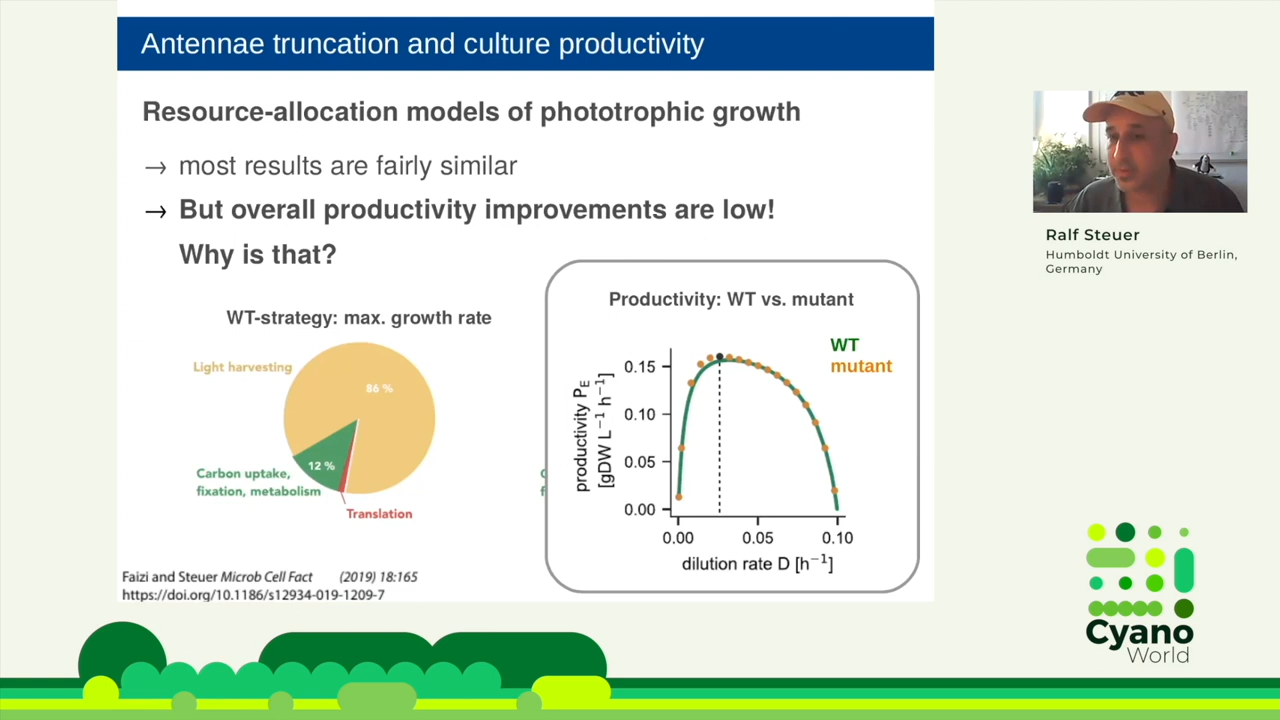 Antennae truncation and culture productivity
Resource-allocation models of phototrophic growth
→ most results are fairly similar
→ But overall productivity improvements are low!
Why is that?
WT-strategy: max. growth rate
Light harvesting
86 %
12 %
Carbon uptake,
fixation, metabolism
Translation
Productivity: WT vs. mutant
WT
mutant
productivity P_E
[gDW L⁻¹ h⁻¹]
0.15
0.10
0.05
0.00
0.00 0.05 0.10
dilution rate D [h⁻¹]
Faizi and Steuer Microb Cell Fact (2019) 18:165
https://doi.org/10.1186/s12934-019-1209-7
Ralf Steuer
Humboldt University of Berlin,
Germany
Cyano
World